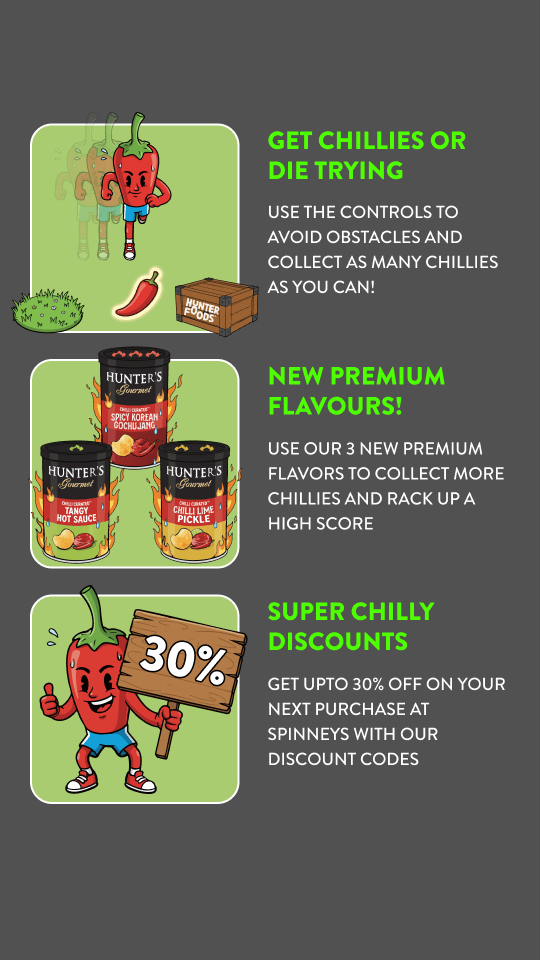 GET CHILLIES OR
DIE TRYING
USE THE CONTROLS TO
AVOID OBSTACLES AND
COLLECT AS MANY CHILLIES
AS YOU CAN!
HUNTER
FOODS
NEW PREMIUM
FLAVOURS!
USE OUR 3 NEW PREMIUM
FLAVORS TO COLLECT MORE
CHILLIES AND RACK UP A
HIGH SCORE
HUNTER'S
Gourmet
CHILLI CURATED
SPICY KOREAN
GOCHUJANG
HUNTER'S
Gourmet
CHILLI CURATED
TANGY
HOT SAUCE
HUNTER'S
Gourmet
CHILLI CURATED
CHILLI LIME
PICKLE
SUPER CHILLY
DISCOUNTS
GET UPTO 30% OFF ON YOUR
NEXT PURCHASE AT
SPINNEYS WITH OUR
DISCOUNT CODES
30%